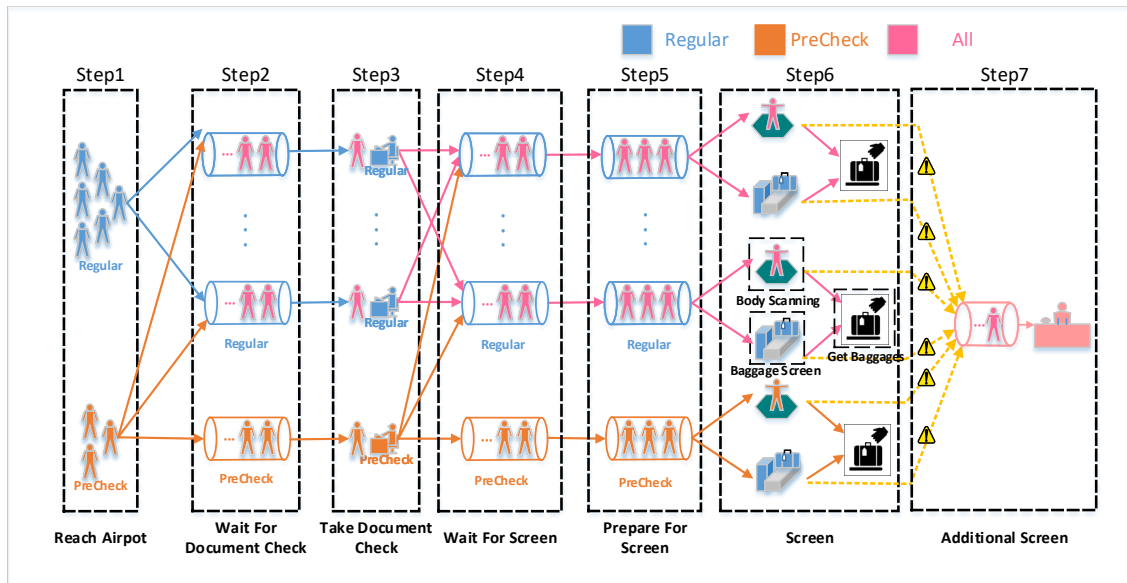 Regular
PreCheck
All
Step1
Step2
Step3
Step4
Step5
Step6
Step7
...
...
Regular
...
...
Regular
...
Regular
Regular
...
Regular
Regular
Body Scanning
...
Baggage Screen
Get Baggages
...
PreCheck
PreCheck
...
PreCheck
PreCheck
PreCheck
Reach Airpot
Wait For
Document Check
Take Document
Check
Wait For Screen
Prepare For
Screen
Screen
Additional Screen